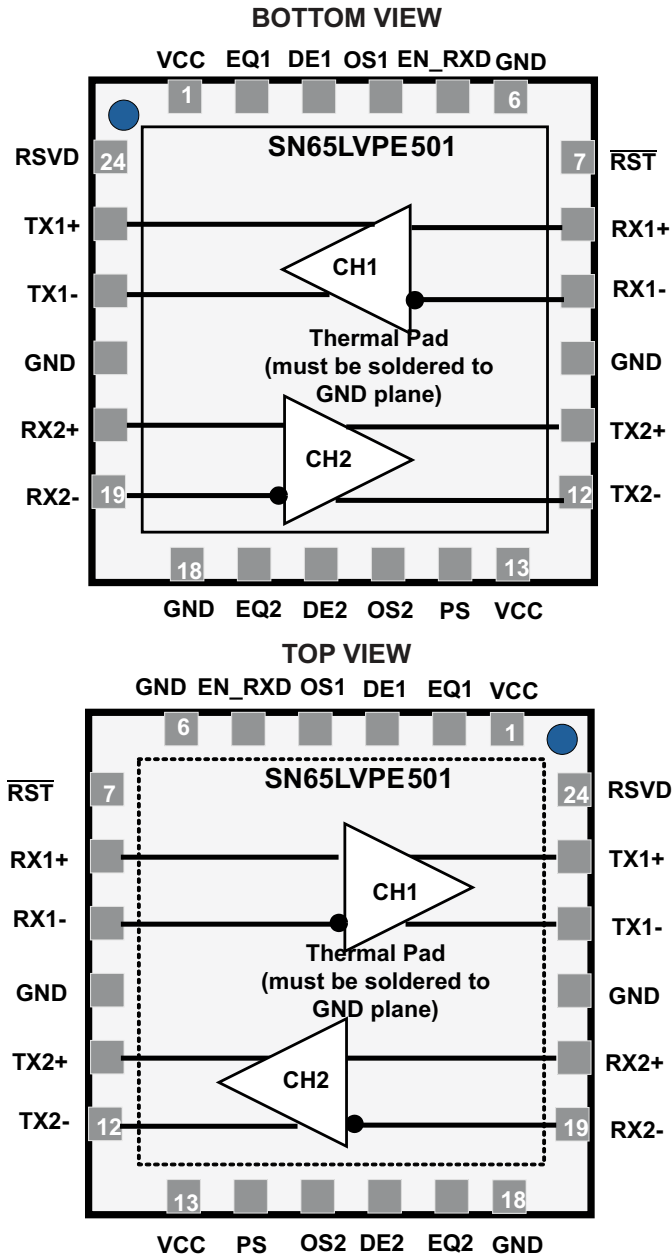 BOTTOM VIEW
VCC EQ1 DE1 OS1 EN_RXD GND
1 6
SN65LVPE501
RSVD 24 7 RST
TX1+ RX1+
CH1
TX1- RX1-
Thermal Pad
(must be soldered to
GND plane)
GND GND
RX2+ TX2+
CH2
RX2- 19 12 TX2-
18 13
GND EQ2 DE2 OS2 PS VCC
TOP VIEW
GND EN_RXD OS1 DE1 EQ1 VCC
6 1
SN65LVPE501
RST 7 24 RSVD
RX1+ TX1+
CH1
RX1- TX1-
Thermal Pad
(must be soldered to
GND plane)
GND GND
TX2+ RX2+
CH2
TX2- 12 19 RX2-
13 18
VCC PS OS2 DE2 EQ2 GND